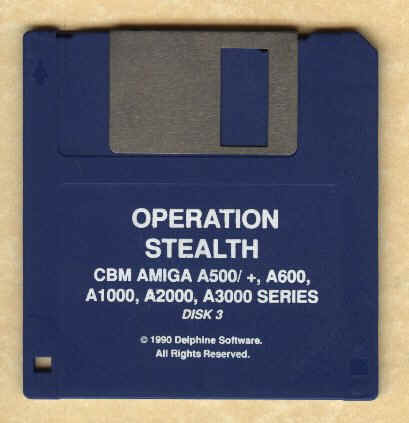 OPERATION
STEALTH
CBM AMIGA A500/ +, A600,
A1000, A2000, A3000 SERIES
DISK 3
© 1990 Delphine Software.
All Rights Reserved.